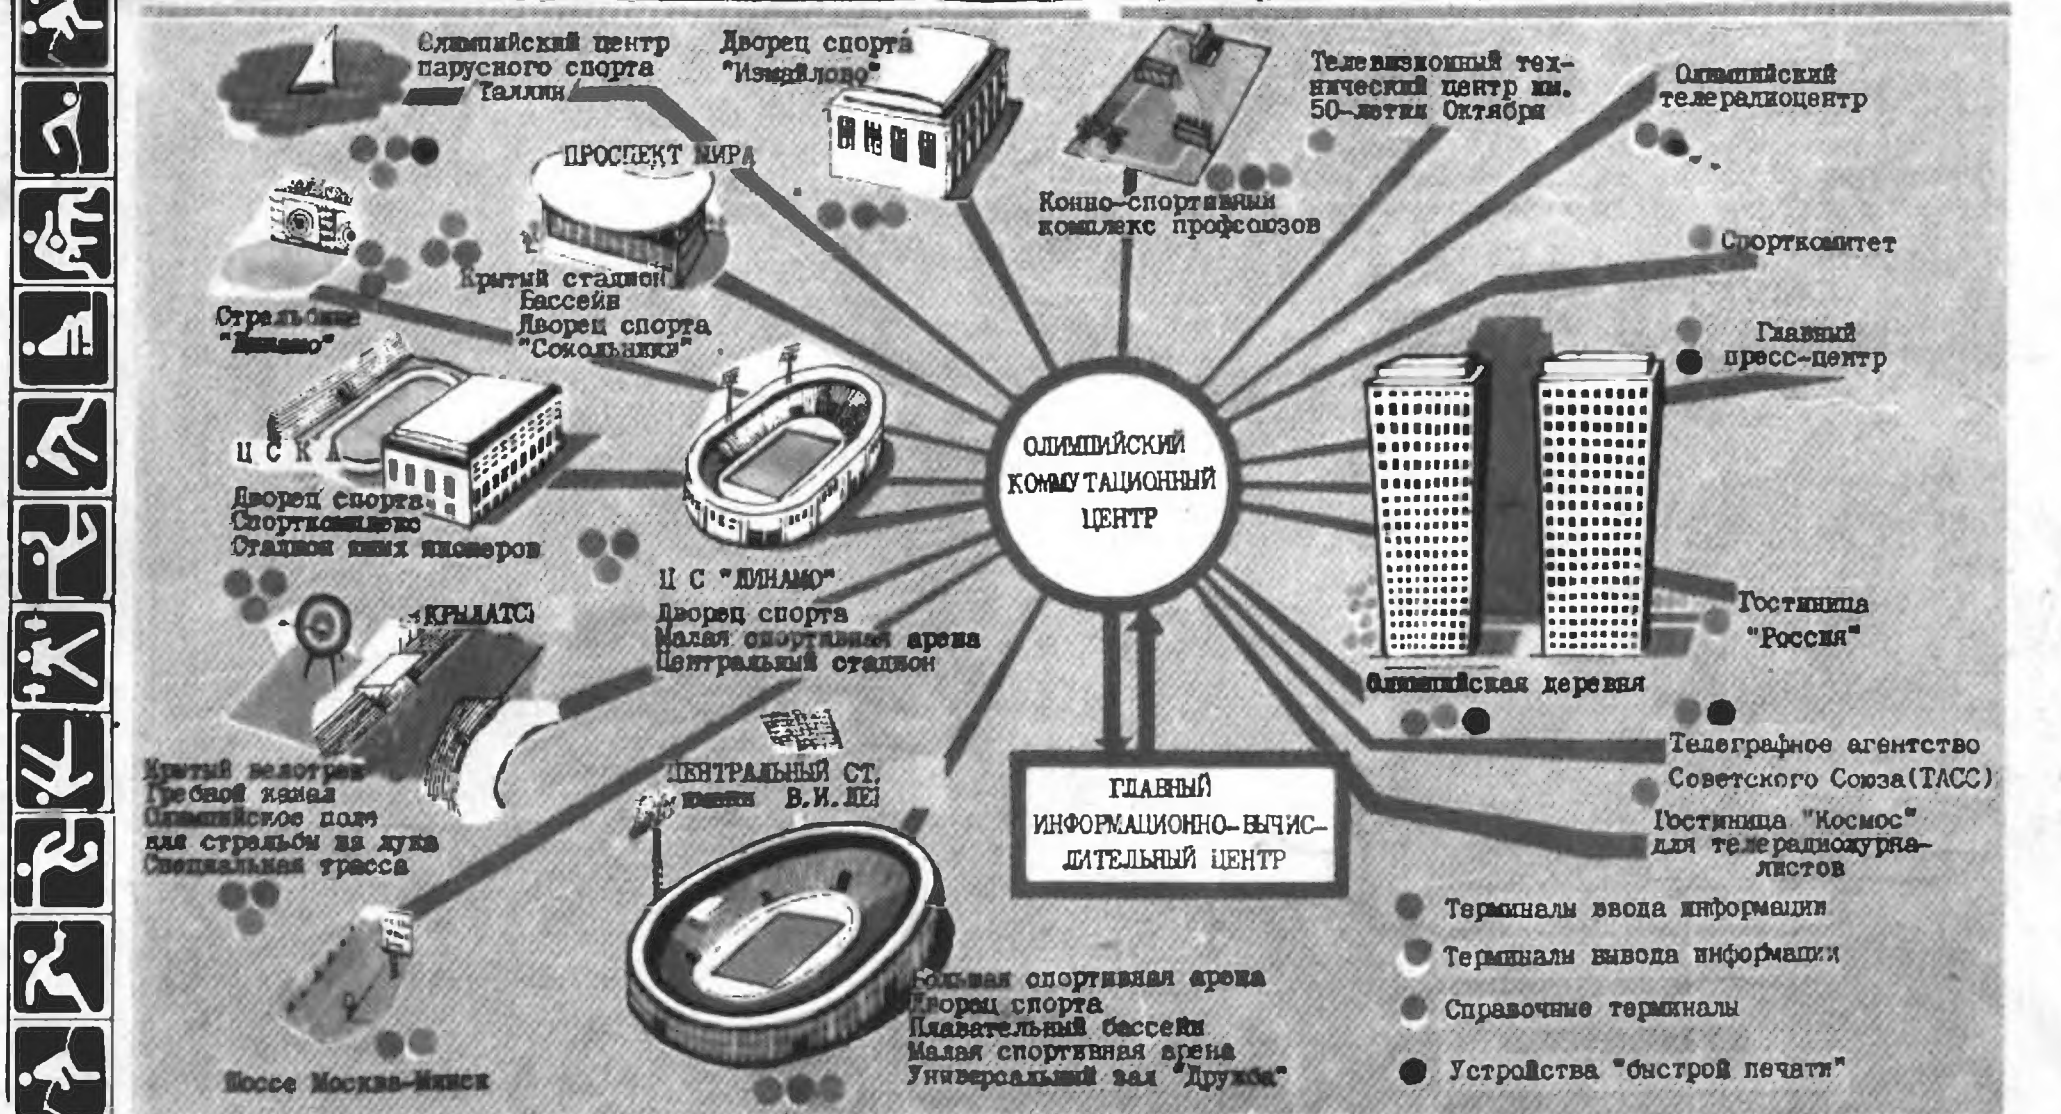 Олимпийский центр
парусного спорта
Таллин
Дворец спорта
"Измайлово"
Конно-спортивный
комплекс профсоюзов
Телевизионный тех-
нический центр им.
50-летия Октября
Олимпийский
телерадиоцентр
Спорткомитет
Главный
пресс-центр
ПРОСПЕКТ МИРА
Крытый стадион
Бассейн
Дворец спорта
"Сокольники"
Стрельбище
"Динамо"
ЦСКА
Дворец спорта
Спорткомплекс
Стадион юных пионеров
Ц С "ДИНАМО"
Дворец спорта
Малая спортивная арена
Центральный стадион
ОЛИМПИЙСКИЙ
КОММУТАЦИОННЫЙ
ЦЕНТР
Олимпийская деревня
Гостиница
"Россия"
Телеграфное агентство
Советского Союза(ТАСС)
Гостиница "Космос"
для телерадиожурна-
листов
КРЫЛАТС
Крытый велотрек
Гребной канал
Олимпийское поле
для стрельбы из лука
Специальная трасса
Шоссе Москва-Минск
ЦЕНТРАЛЬНЫЙ СТ.
имени В.И.ЛЕ
Большая спортивная арена
Дворец спорта
Плавательный бассейн
Малая спортивная арена
Универсальный зал "Дружба"
ГЛАВНЫЙ
ИНФОРМАЦИОННО-ВЫЧИС-
ЛИТЕЛЬНЫЙ ЦЕНТР
Терминалы ввода информации
Терминалы вывода информации
Справочные терминалы
Устройства "быстрой печати"